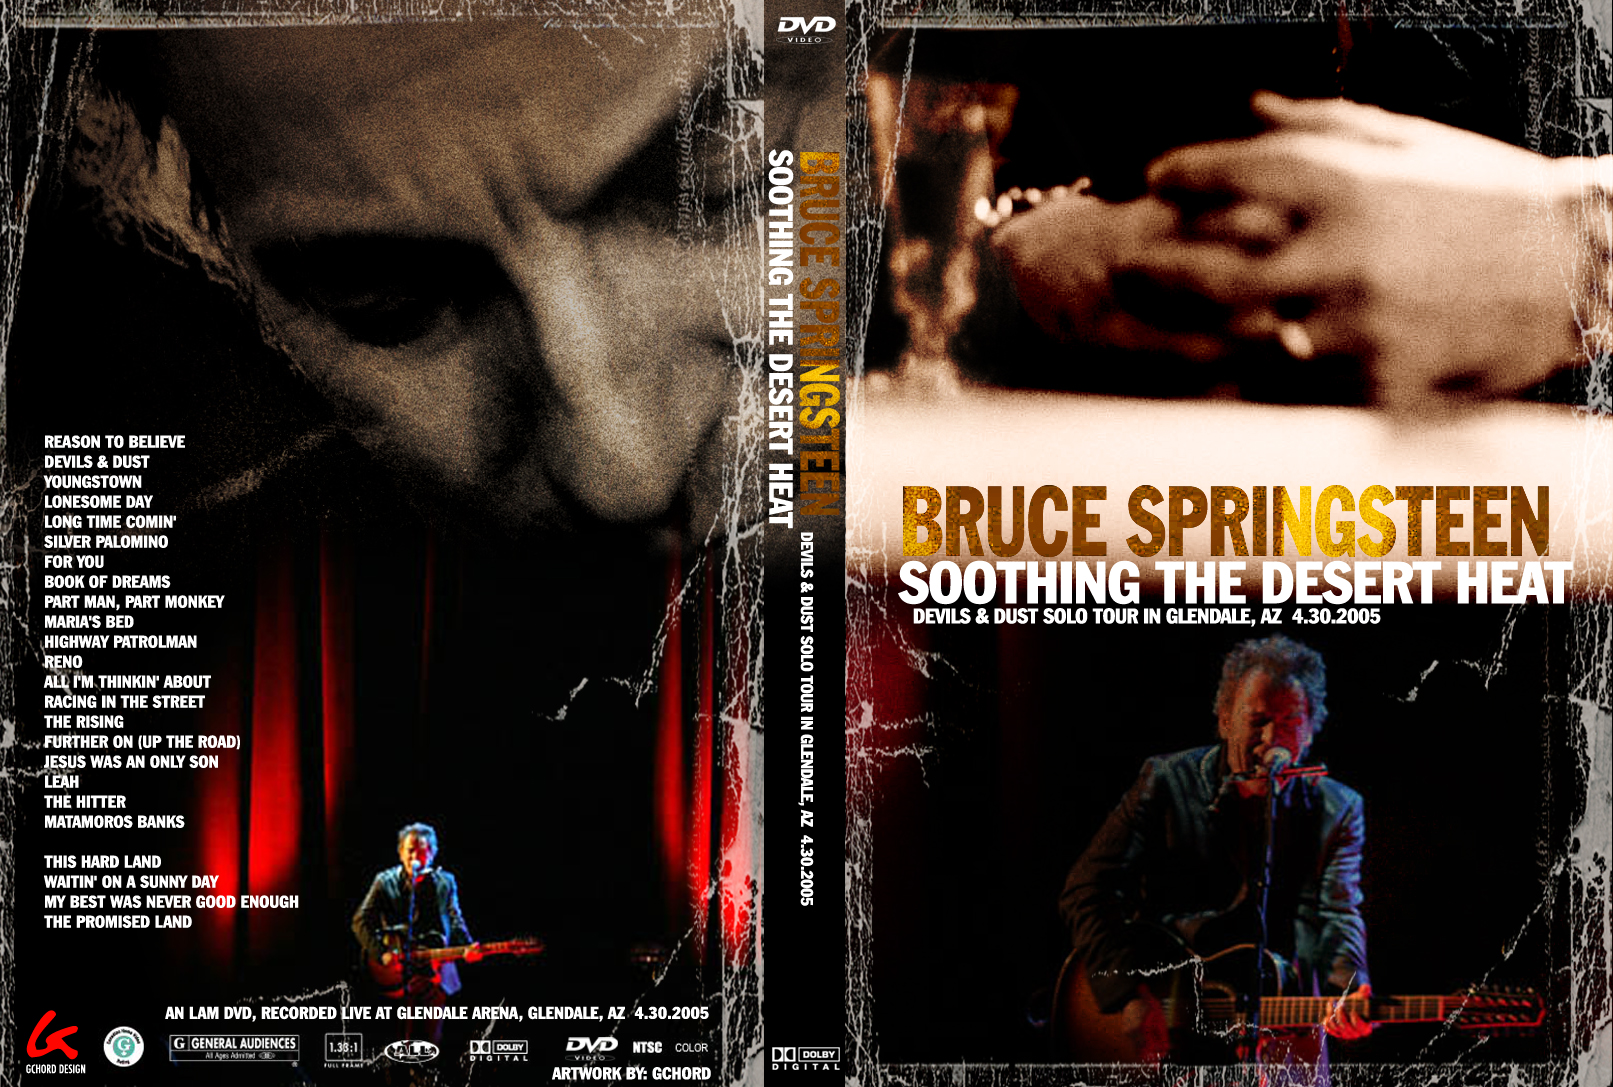 REASON TO BELIEVE
DEVILS & DUST
YOUNGSTOWN
LONESOME DAY
LONG TIME COMIN'
SILVER PALOMINO
FOR YOU
BOOK OF DREAMS
PART MAN, PART MONKEY
MARIA'S BED
HIGHWAY PATROLMAN
RENO
ALL I'M THINKIN' ABOUT
RACING IN THE STREET
THE RISING
FURTHER ON (UP THE ROAD)
JESUS WAS AN ONLY SON
LEAH
THE HITTER
MATAMOROS BANKS
THIS HARD LAND
WAITIN' ON A SUNNY DAY
MY BEST WAS NEVER GOOD ENOUGH
THE PROMISED LAND
AN LAM DVD, RECORDED LIVE AT GLENDALE ARENA, GLENDALE, AZ 4.30.2005
GCHORD DESIGN
G
G GENERAL AUDIENCES
All Ages Admitted
1.38:1
FULL FRAME
ALL
DOLBY
DIGITAL
DVD
VIDEO
NTSC
COLOR
ARTWORK BY: GCHORD
DVD
VIDEO
BRUCE SPRINGSTEEN
SOOTHING THE DESERT HEAT
DEVILS & DUST SOLO TOUR IN GLENDALE, AZ 4.30.2005
DOLBY
DIGITAL
BRUCE SPRINGSTEEN
SOOTHING THE DESERT HEAT
DEVILS & DUST SOLO TOUR IN GLENDALE, AZ 4.30.2005